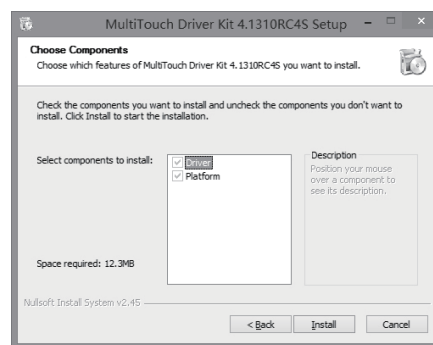 MultiTouch Driver Kit 4.1310RC4S Setup
Choose Components
Choose which features of MultiTouch Driver Kit 4.1310RC4S you want to install.
Check the components you want to install and uncheck the components you don't want to
install. Click Install to start the installation.
Select components to install:
Driver
Platform
Description
Position your mouse
over a component to
see its description.
Space required: 12.3MB
Nullsoft Install System v2.45
< Back
Install
Cancel